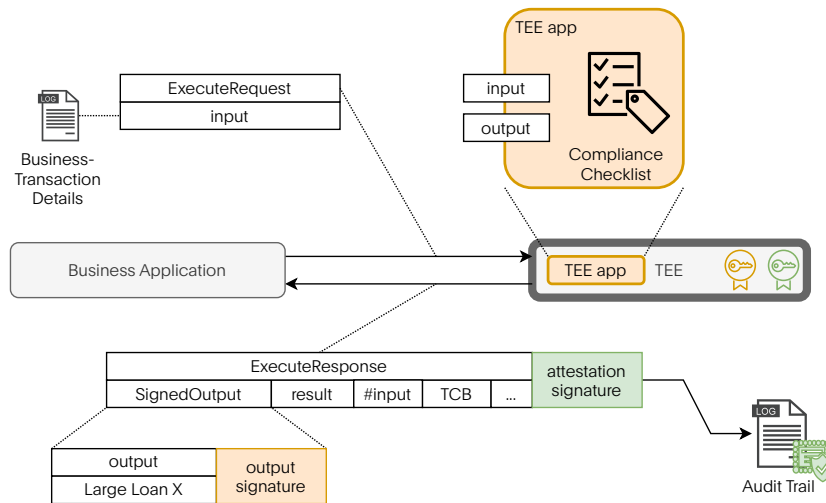 TEE app
ExecuteRequest
input
LOG
Business-
Transaction
Details
input
output
Compliance
Checklist
Business Application
TEE app
TEE
ExecuteResponse
SignedOutput
result
#input
TCB
...
attestation
signature
output
Large Loan X
output
signature
LOG
Audit Trail